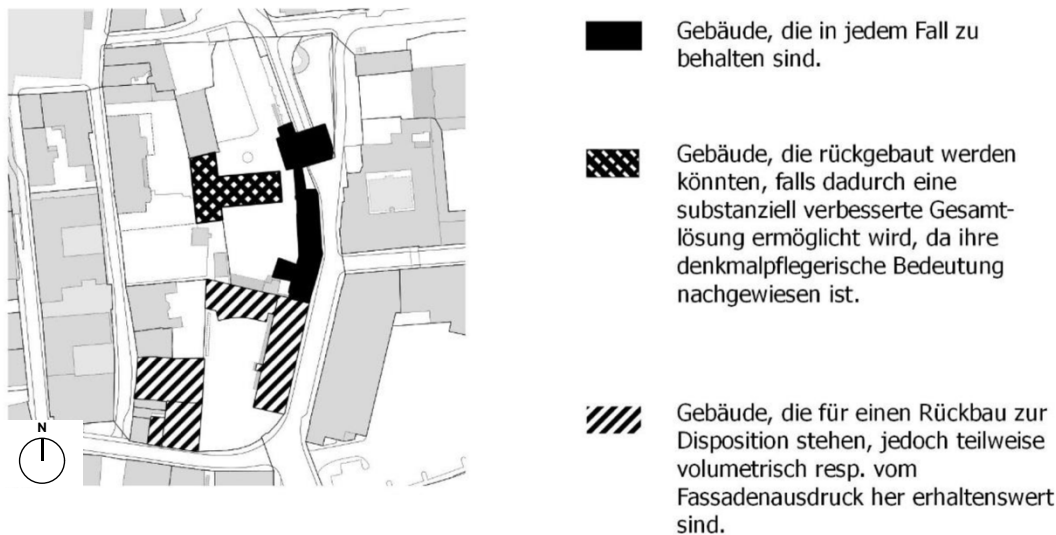 Gebäude, die in jedem Fall zu
behalten sind.
Gebäude, die rückgebaut werden
könnten, falls dadurch eine
substanziell verbesserte Gesamt-
lösung ermöglicht wird, da ihre
denkmalpflegerische Bedeutung
nachgewiesen ist.
Gebäude, die für einen Rückbau zur
Disposition stehen, jedoch teilweise
volumetrisch resp. vom
Fassadenausdruck her erhaltenswert
sind.
N